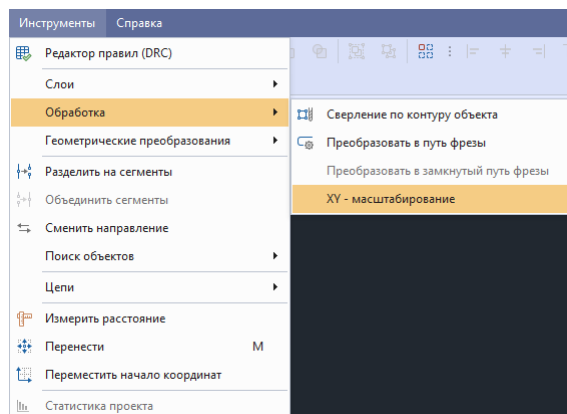 Инструменты Справка
Редактор правил (DRC)
Слои
Обработка
Геометрические преобразования
Разделить на сегменты
Объединить сегменты
Сменить направление
Поиск объектов
Цепи
Измерить расстояние
Перенести M
Переместить начало координат
Статистика проекта
Сверление по контуру объекта
Преобразовать в путь фрезы
Преобразовать в замкнутый путь фрезы
XY - масштабирование